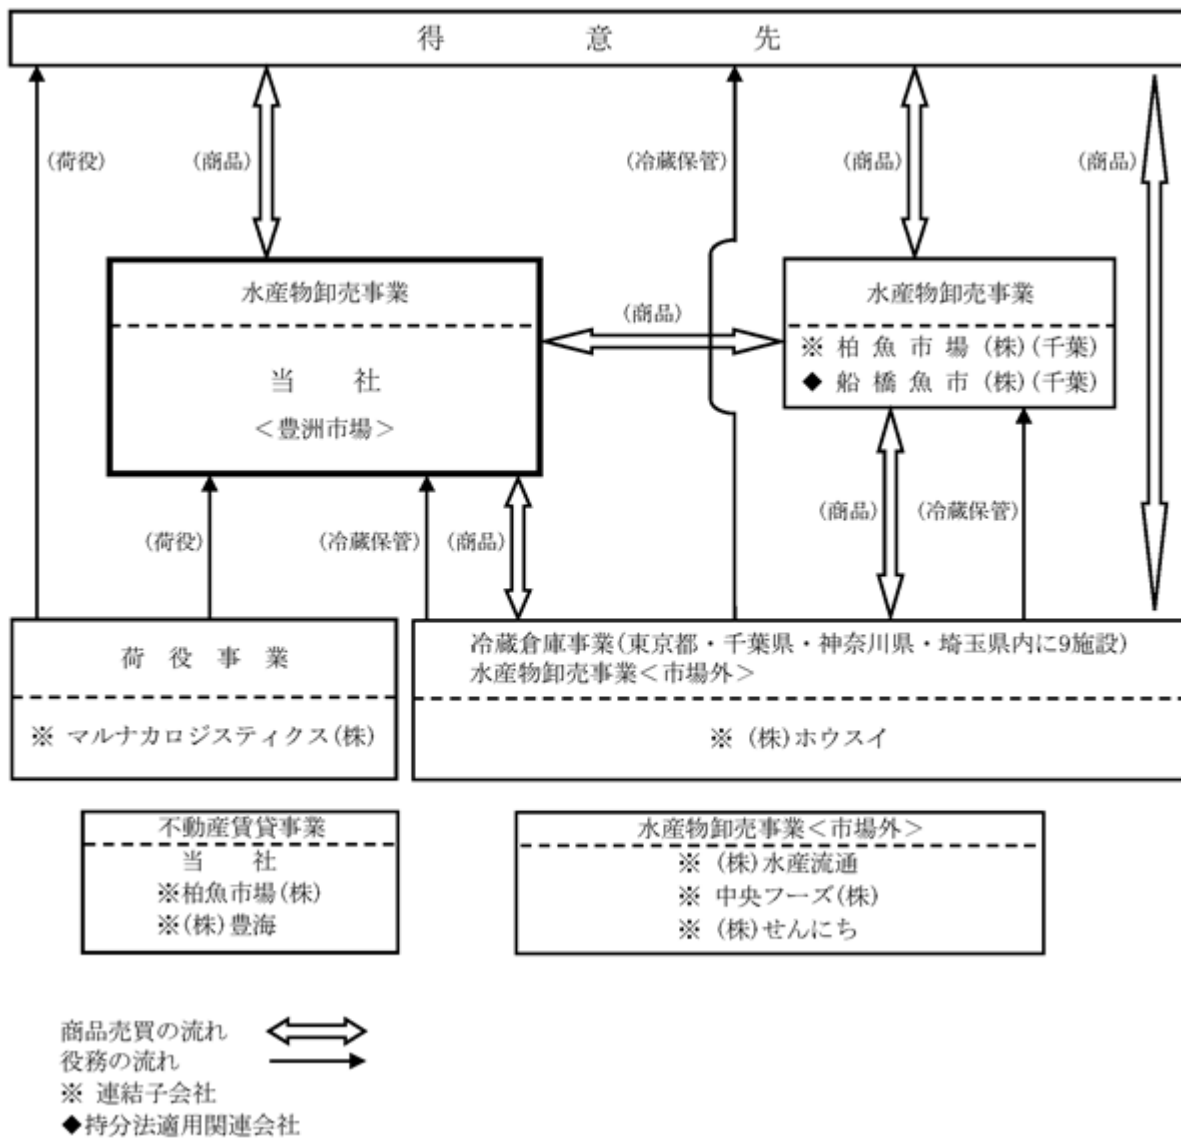 得意先
(荷役)
(商品)
(冷蔵保管)
(商品)
(商品)
水産物卸売事業
当社
＜豊洲市場＞
(商品)
水産物卸売事業
※ 柏魚市場(株)(千葉)
◆ 船橋魚市(株)(千葉)
(荷役)
(冷蔵保管)
(商品)
(商品)
(冷蔵保管)
荷役事業
※ マルナカロジスティクス(株)
冷蔵倉庫事業(東京都・千葉県・神奈川県・埼玉県内に9施設)
水産物卸売事業＜市場外＞
※ (株)ホウスイ
不動産賃貸事業
当社
※柏魚市場(株)
※(株)豊海
水産物卸売事業＜市場外＞
※ (株)水産流通
※ 中央フーズ(株)
※ (株)せんにち
商品売買の流れ
役務の流れ
※ 連結子会社
◆持分法適用関連会社